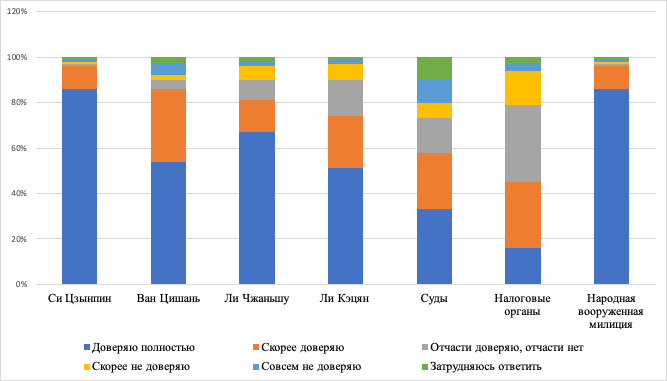 120%
100%
80%
60%
40%
20%
0%
Си Цзынпин
Ван Цишань
Ли Чжаньшу
Ли Кэцян
Суды
Налоговые
органы
Народная
вооруженная
милиция
Доверяю полностью
Скорее доверяю
Отчасти доверяю, отчасти нет
Скорее не доверяю
Совсем не доверяю
Затрудняюсь ответить